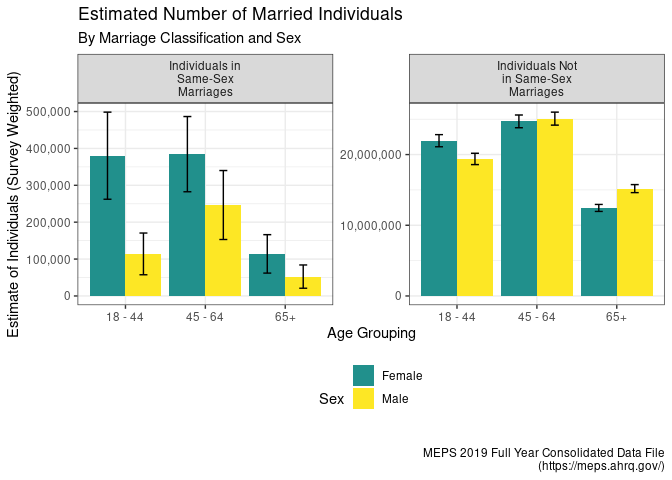 Estimated Number of Married Individuals
By Marriage Classification and Sex
Individuals in
Same-Sex
Marriages
Individuals Not
in Same-Sex
Marriages
Estimate of Individuals (Survey Weighted)
500,000
400,000
300,000
200,000
100,000
0
20,000,000
10,000,000
0
18 - 44
45 - 64
65+
18 - 44
45 - 64
65+
Age Grouping
Sex
Female
Male
MEPS 2019 Full Year Consolidated Data File
(https://meps.ahrq.gov/)